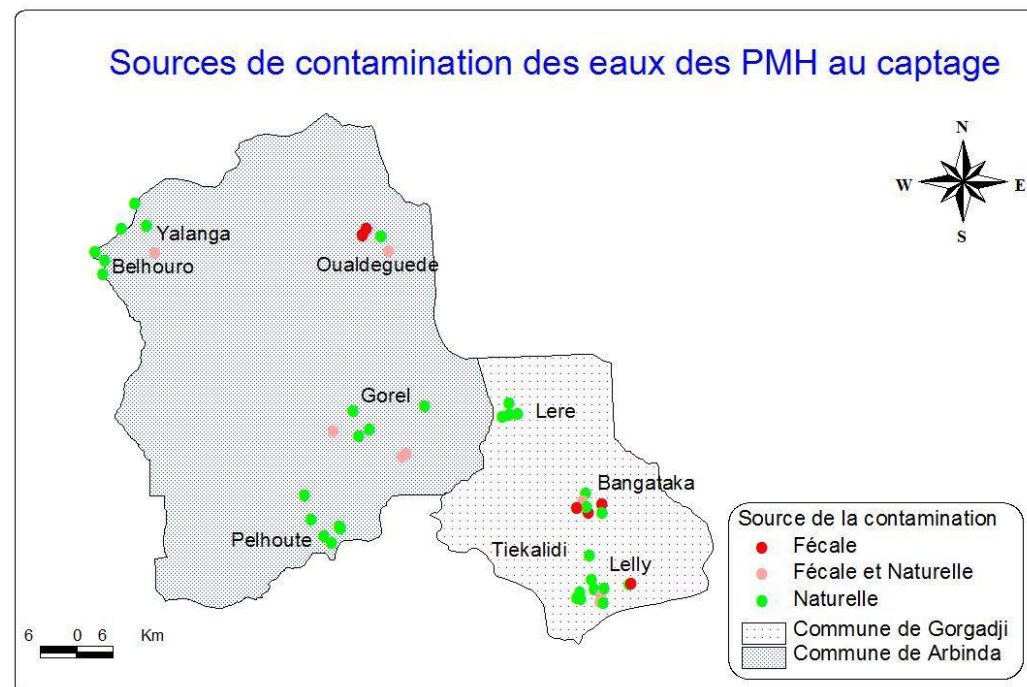 Sources de contamination des eaux des PMH au captage
N
W E
S
Yalanga
Belhouro
Oualdeguede
Gorel
Lere
Bangataka
Pelhoute
Tiekalidi
Lelly
Source de la contamination
Fécale
Fécale et Naturelle
Naturelle
Commune de Gorgadji
Commune de Arbinda
6 0 6 Km